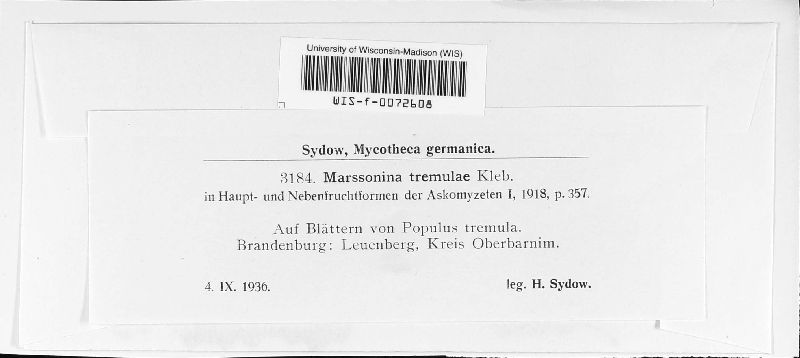 University of Wisconsin-Madison (WIS)
WIS-f-0072608
Sydow, Mycotheca germanica.
3184. Marssonina tremulae Kleb.
in Haupt- und Nebenfruchtformen der Askomyzeten I, 1918, p. 357.
Auf Blättern von Populus tremula.
Brandenburg: Leuenberg, Kreis Oberbarnim.
4. IX. 1936. leg. H. Sydow.